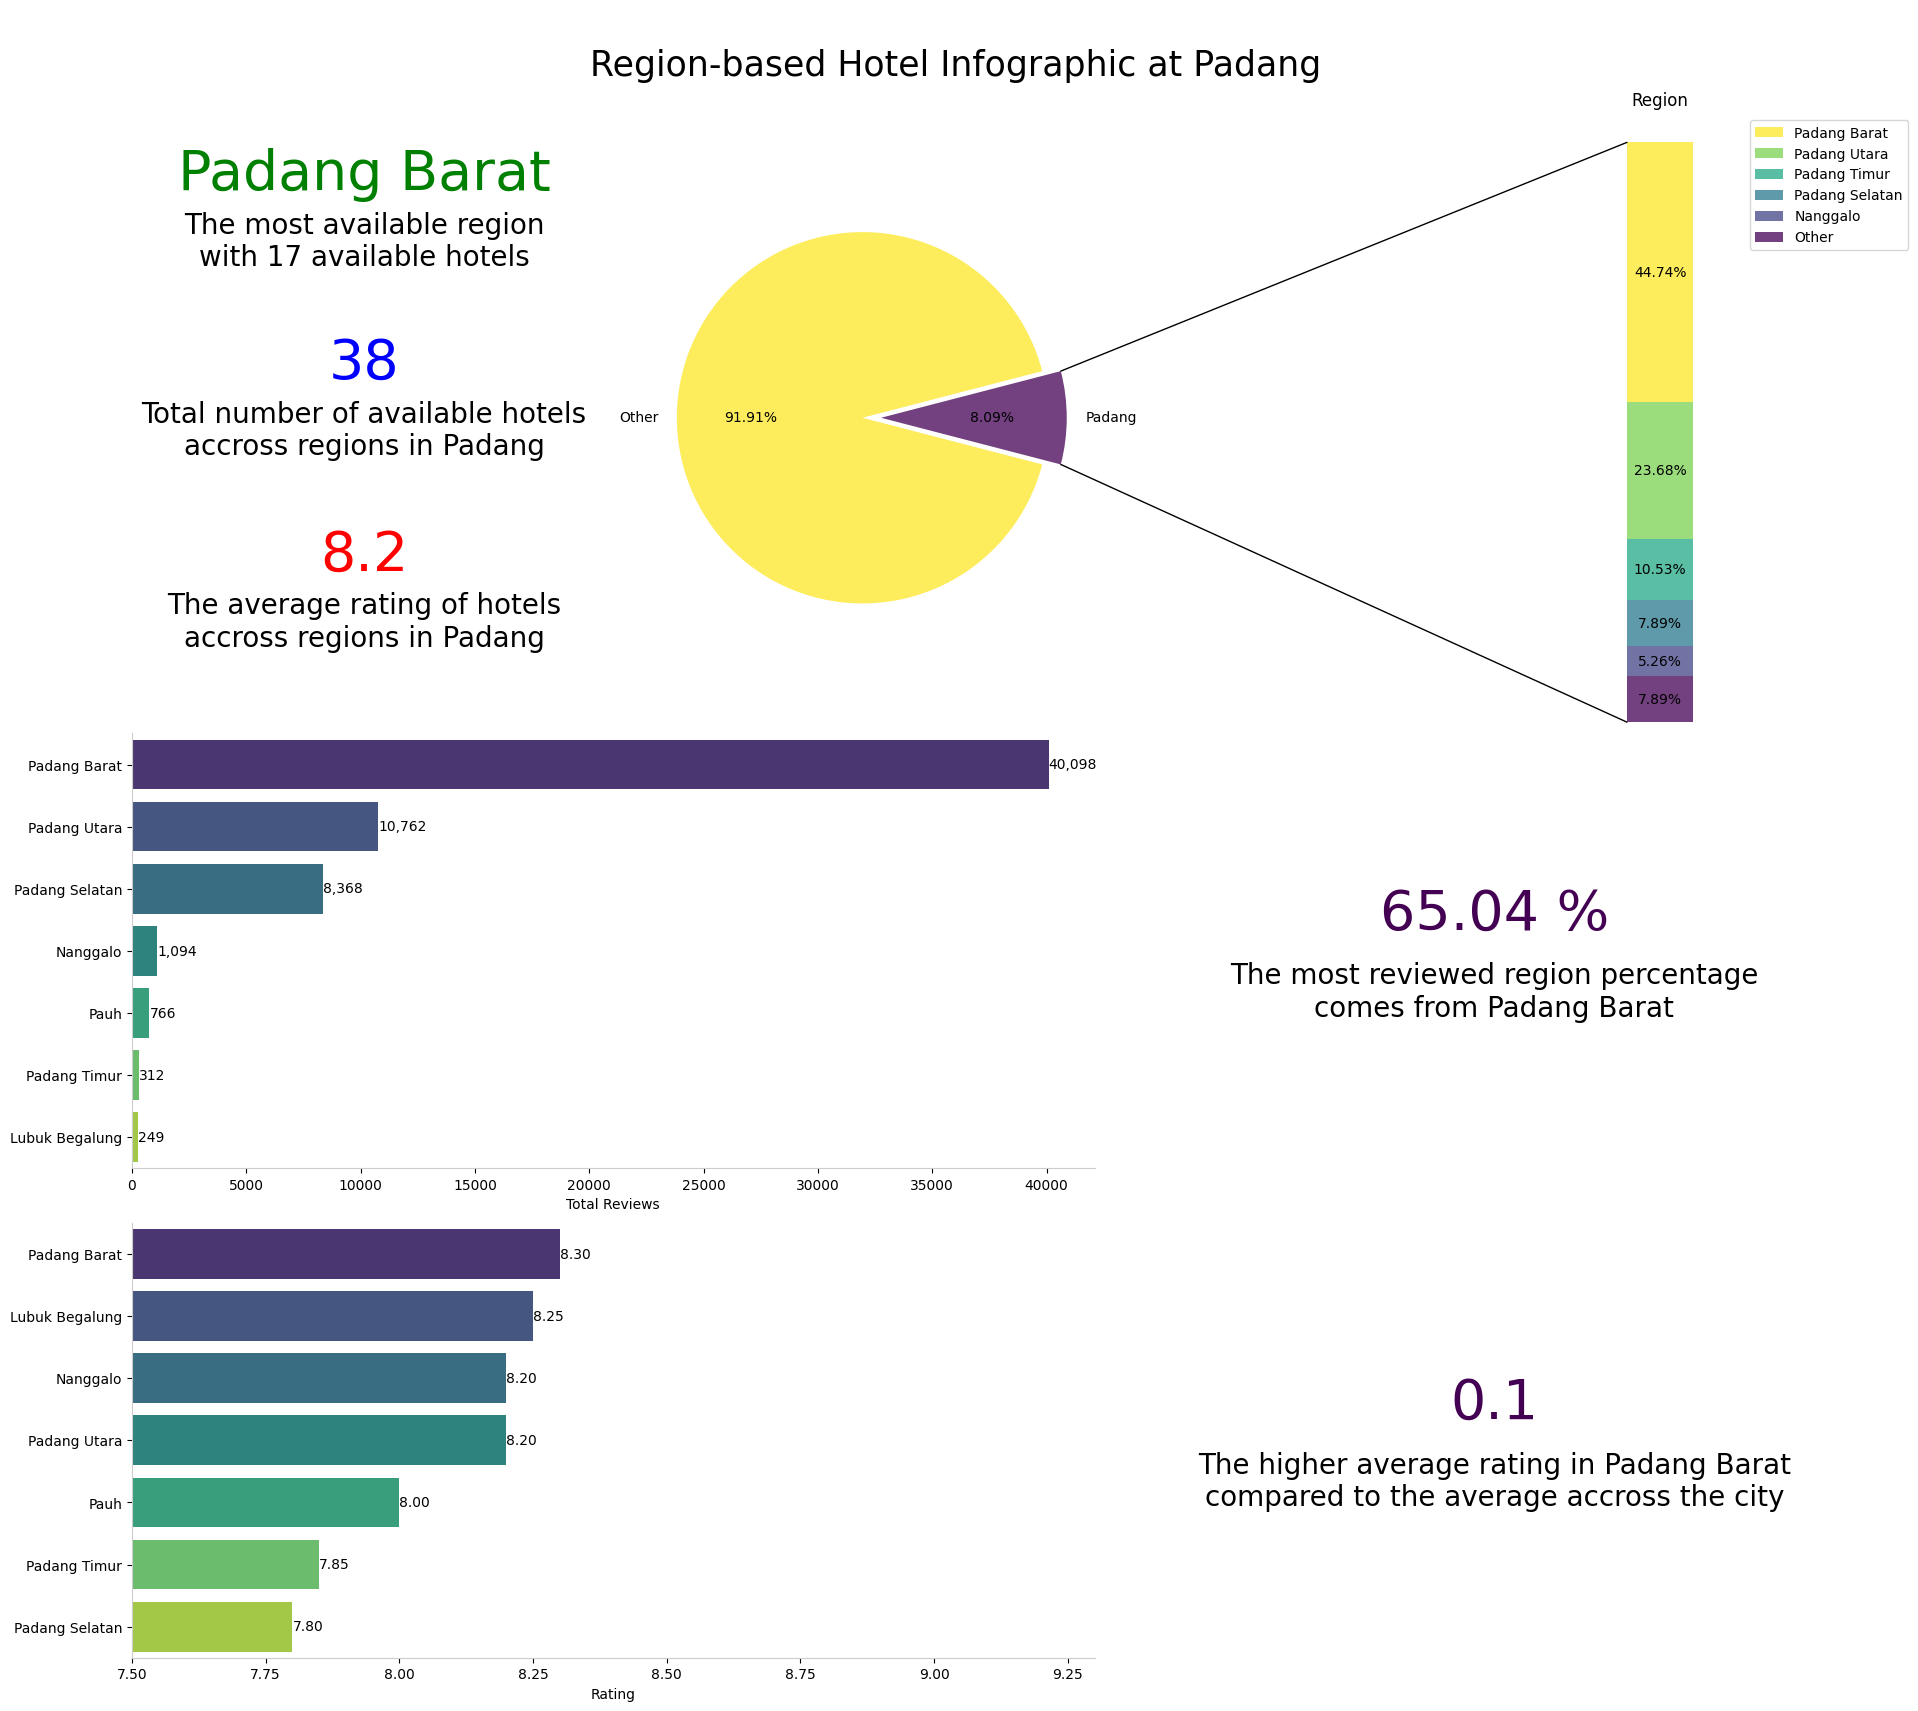 Region-based Hotel Infographic at Padang
Padang Barat
The most available region
with 17 available hotels
38
Total number of available hotels
accross regions in Padang
8.2
The average rating of hotels
accross regions in Padang
Other
91.91%
8.09%
Padang
Region
44.74%
23.68%
10.53%
7.89%
5.26%
7.89%
Padang Barat
Padang Utara
Padang Timur
Padang Selatan
Nanggalo
Other
Padang Barat 40,098
Padang Utara 10,762
Padang Selatan 8,368
Nanggalo 1,094
Pauh 766
Padang Timur 312
Lubuk Begalung 249
0 5000 10000 15000 20000 25000 30000 35000 40000
Total Reviews
65.04 %
The most reviewed region percentage
comes from Padang Barat
Padang Barat 8.30
Lubuk Begalung 8.25
Nanggalo 8.20
Padang Utara 8.20
Pauh 8.00
Padang Timur 7.85
Padang Selatan 7.80
7.50 7.75 8.00 8.25 8.50 8.75 9.00 9.25
Rating
0.1
The higher average rating in Padang Barat
compared to the average accross the city